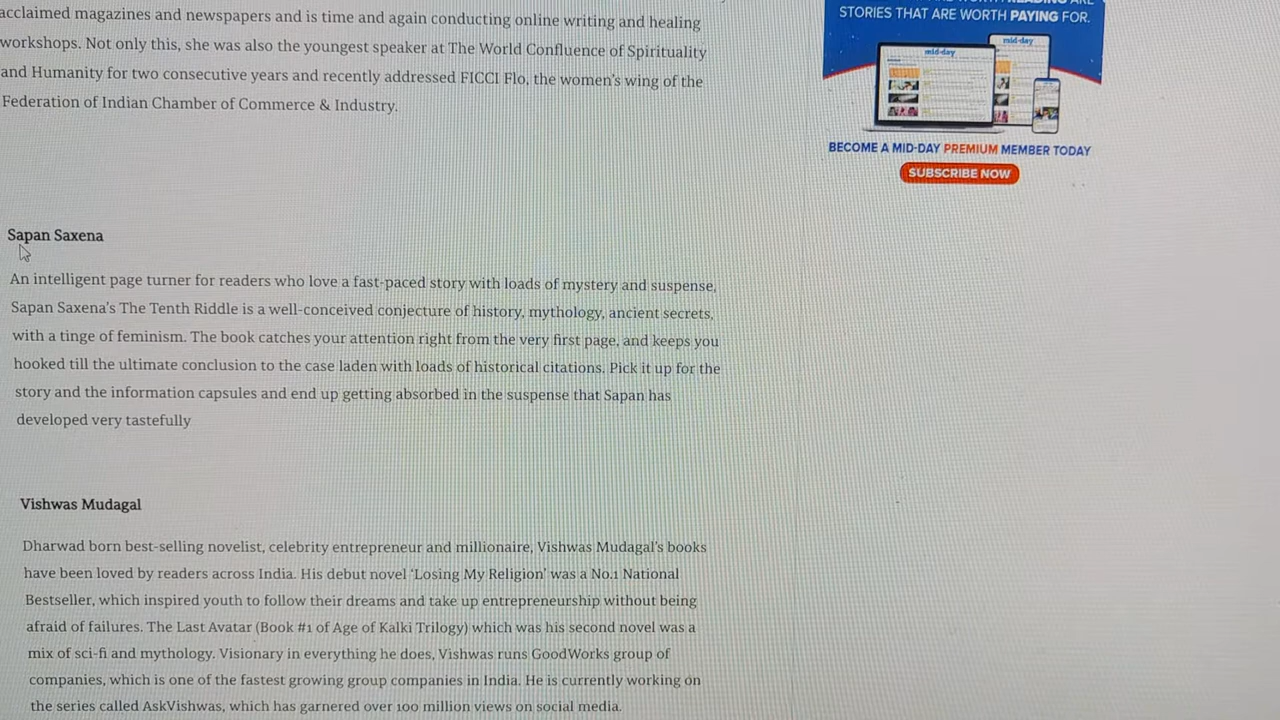 acclaimed magazines and newspapers and is time and again conducting online writing and healing
workshops. Not only this, she was also the youngest speaker at The World Confluence of Spirituality
and Humanity for two consecutive years and recently addressed FICCI Flo, the women's wing of the
Federation of Indian Chamber of Commerce & Industry.
STORIES THAT ARE WORTH PAYING FOR.
mid-day
mid-day
BECOME A MID-DAY PREMIUM MEMBER TODAY
SUBSCRIBE NOW
Sapan Saxena
An intelligent page turner for readers who love a fast-paced story with loads of mystery and suspense,
Sapan Saxena's The Tenth Riddle is a well-conceived conjecture of history, mythology, ancient secrets,
with a tinge of feminism. The book catches your attention right from the very first page, and keeps you
hooked till the ultimate conclusion to the case laden with loads of historical citations. Pick it up for the
story and the information capsules and end up getting absorbed in the suspense that Sapan has
developed very tastefully
Vishwas Mudagal
Dharwad born best-selling novelist, celebrity entrepreneur and millionaire, Vishwas Mudagal's books
have been loved by readers across India. His debut novel 'Losing My Religion' was a No.1 National
Bestseller, which inspired youth to follow their dreams and take up entrepreneurship without being
afraid of failures. The Last Avatar (Book #1 of Age of Kalki Trilogy) which was his second novel was a
mix of sci-fi and mythology. Visionary in everything he does, Vishwas runs GoodWorks group of
companies, which is one of the fastest growing group companies in India. He is currently working on
the series called AskVishwas, which has garnered over 100 million views on social media.